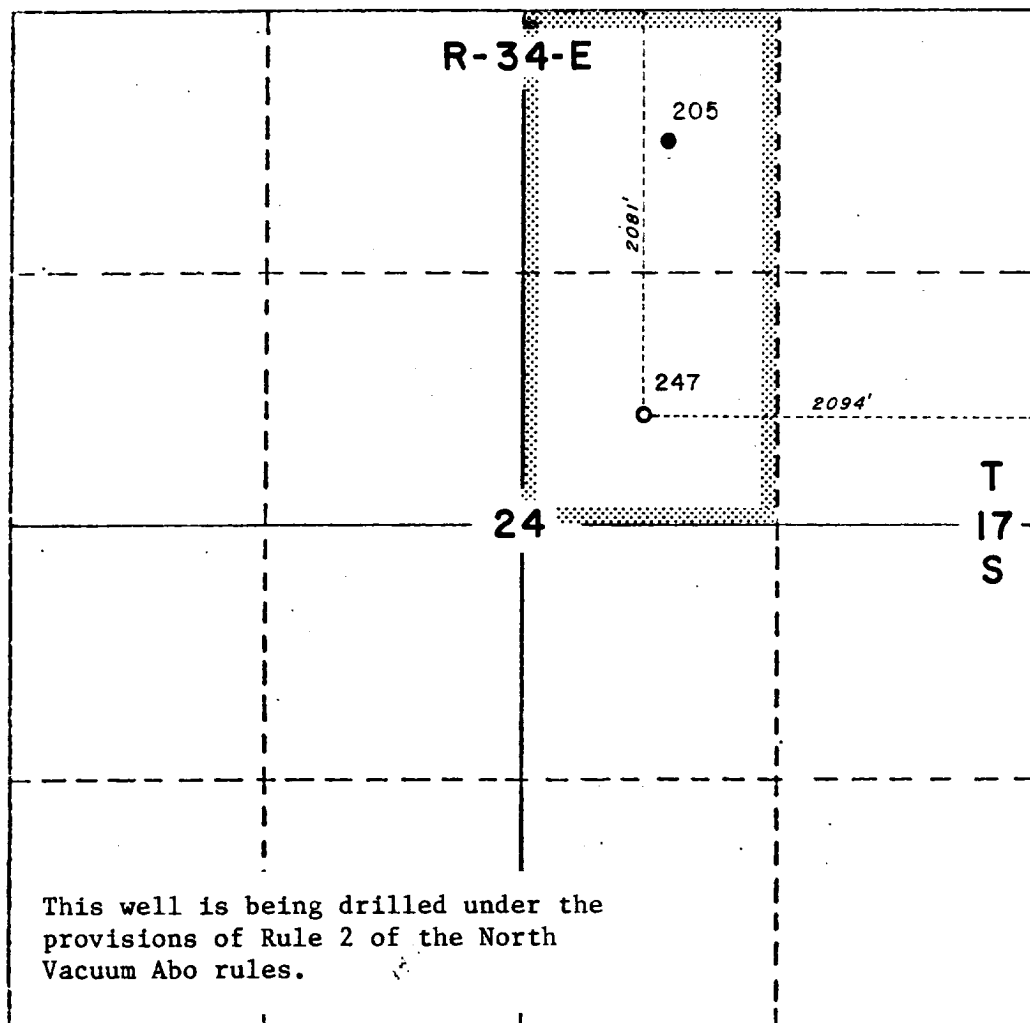 R-34-E
205
2081'
247
2094'
T
17
S
24
This well is being drilled under the
provisions of Rule 2 of the North
Vacuum Abo rules.